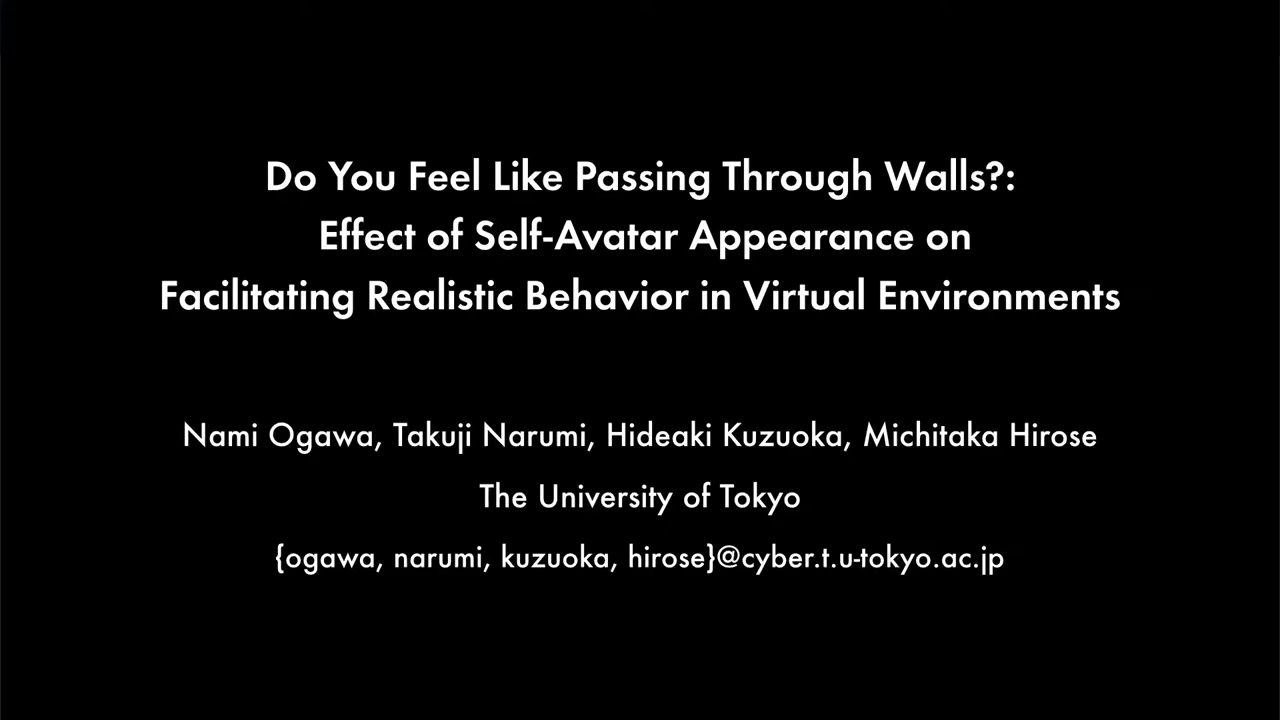 Do You Feel Like Passing Through Walls?:
Effect of Self-Avatar Appearance on
Facilitating Realistic Behavior in Virtual Environments
Nami Ogawa, Takuji Narumi, Hideaki Kuzuoka, Michitaka Hirose
The University of Tokyo
{ogawa, narumi, kuzuoka, hirose}@cyber.t.u-tokyo.ac.jp